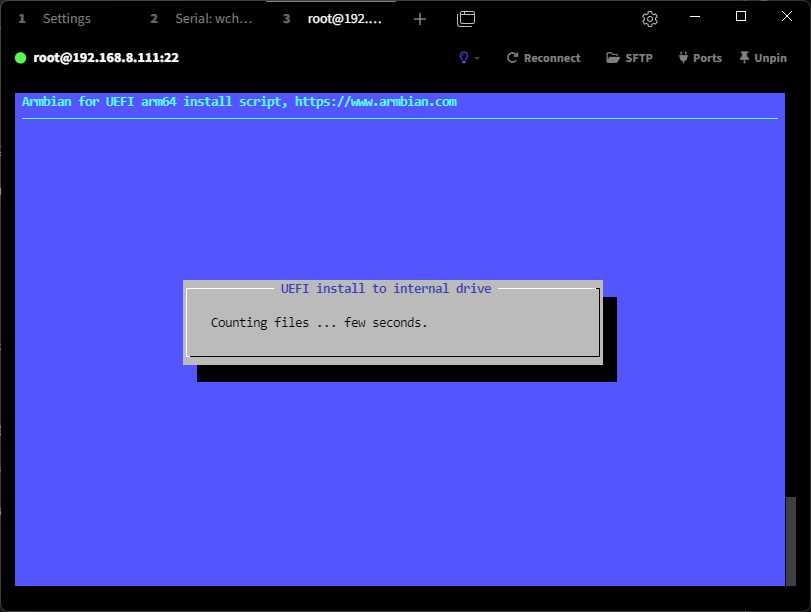 1 Settings 2 Serial: wch... 3 root@192....
root@192.168.8.111:22 Reconnect SFTP Ports Unpin
Armbian for UEFI arm64 install script, https://www.armbian.com
UEFI install to internal drive
Counting files ... few seconds.